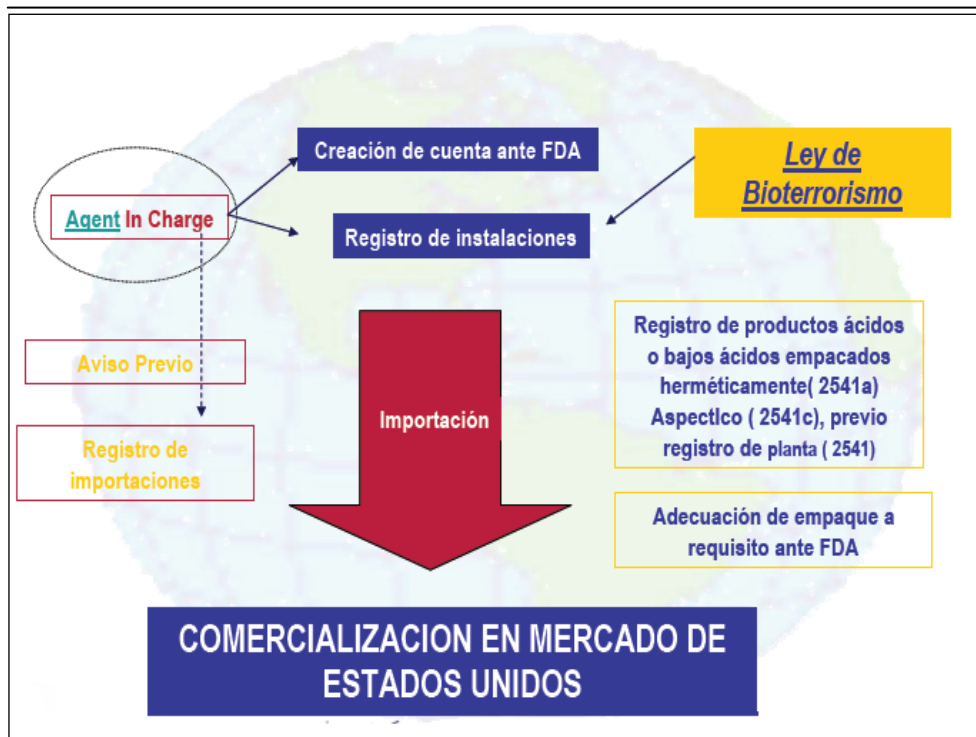 Creación de cuenta ante FDA
Ley de
Bioterrorismo
Agent In Charge
Registro de instalaciones
Aviso Previo
Registro de
importaciones
Importación
Registro de productos ácidos
o bajos ácidos empacados
herméticamente( 2541a)
AspectIco ( 2541c), previo
registro de planta ( 2541)
Adecuación de empaque a
requisito ante FDA
COMERCIALIZACION EN MERCADO DE
ESTADOS UNIDOS